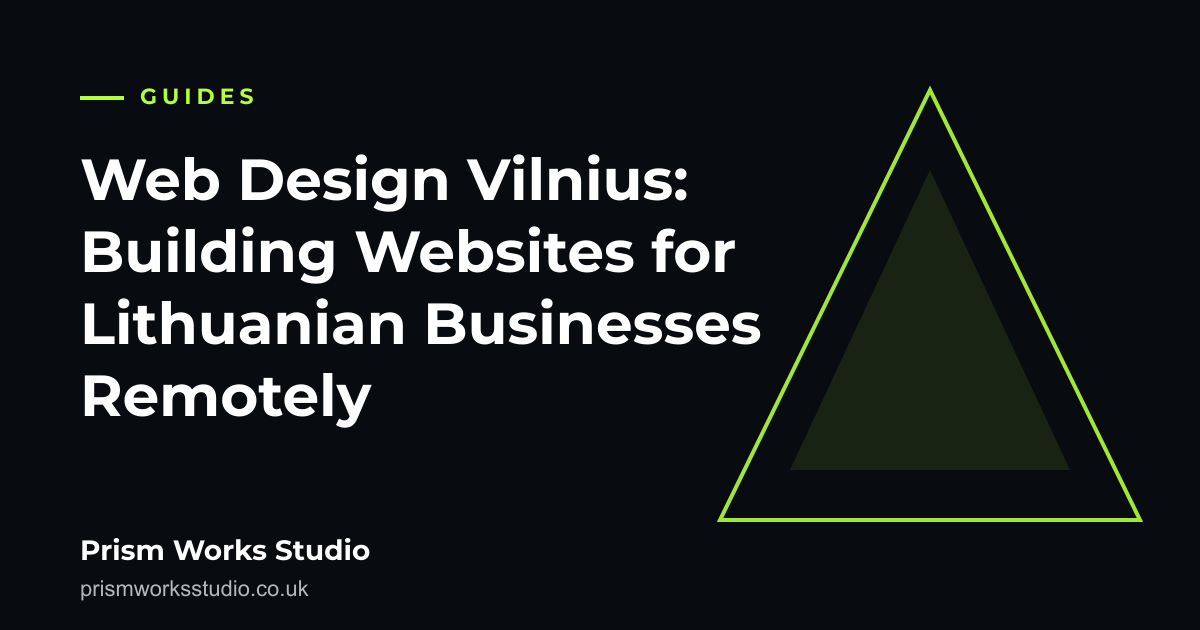 GUIDES
Web Design Vilnius:
Building Websites for
Lithuanian Businesses
Remotely
Prism Works Studio
prismworksstudio.co.uk